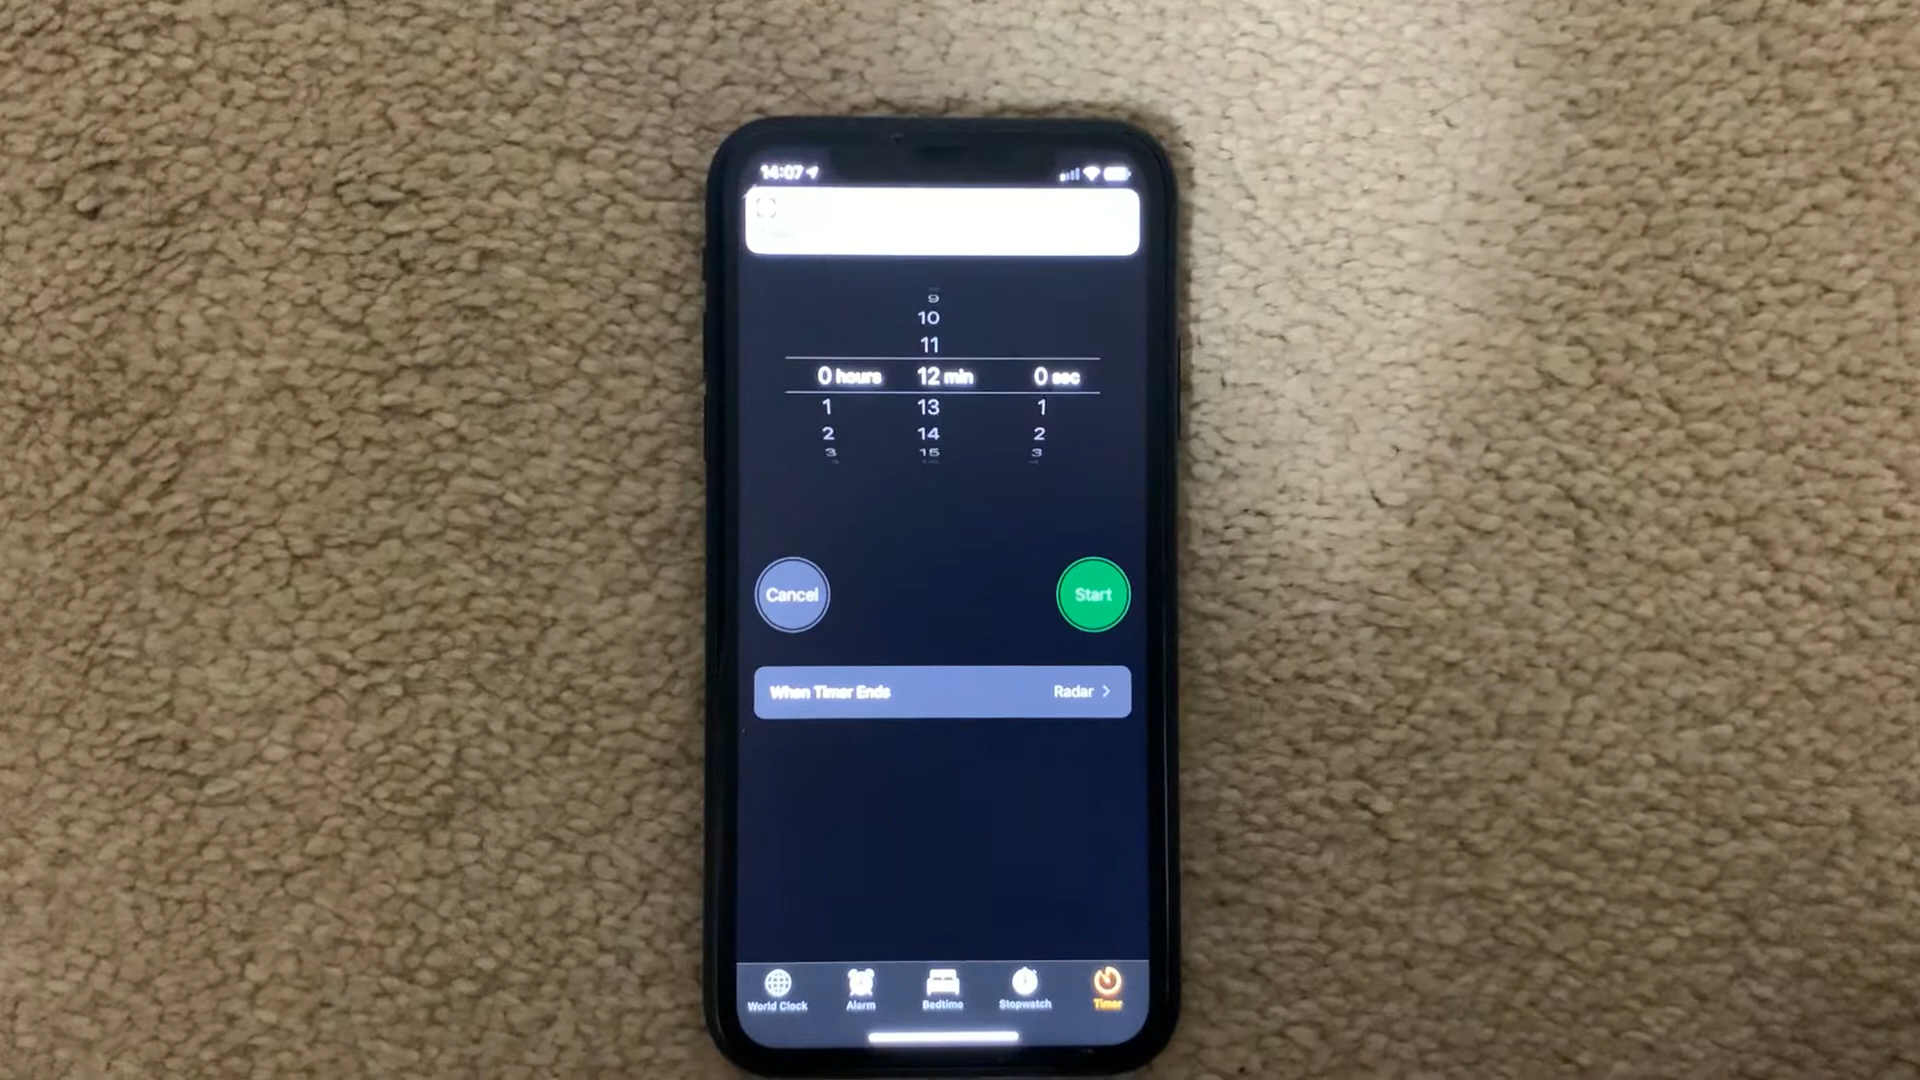 14:07
9
10
11
0 hours 12 min 0 sec
1 13 1
2 14 2
3 15 3
Cancel Start
When Timer Ends Radar
World Clock Alarm Bedtime Stopwatch Timer